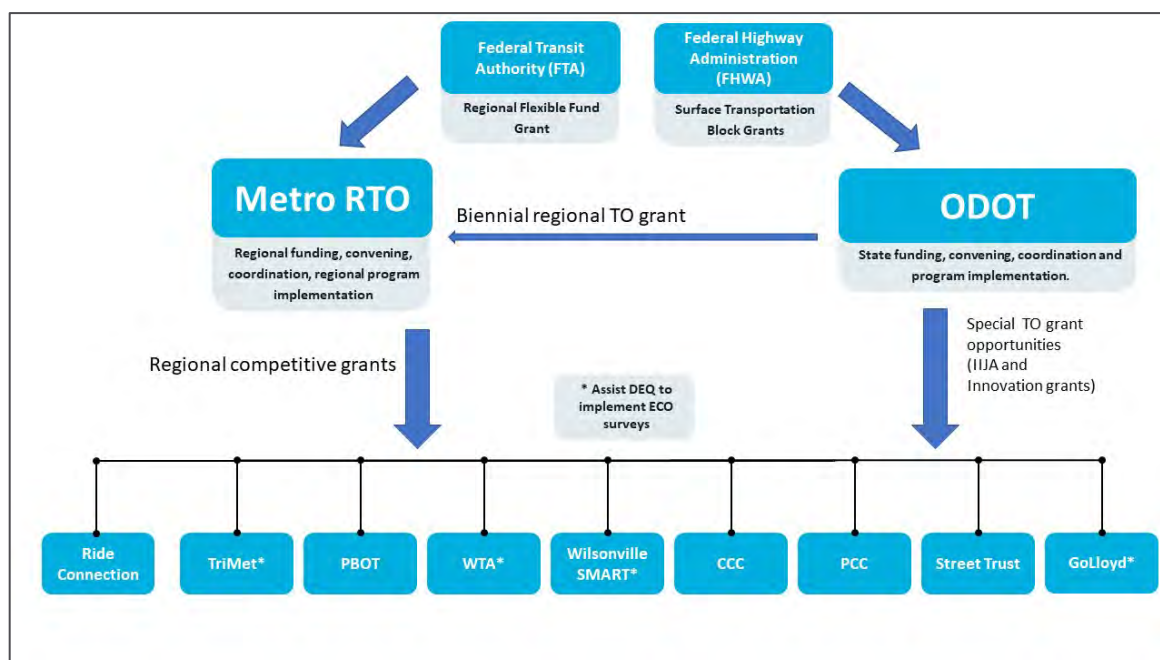 Federal Transit
Authority (FTA)
Regional Flexible Fund
Grant
Federal Highway
Administration
(FHWA)
Surface Transportation
Block Grants
Metro RTO
Regional funding, convening,
coordination, regional program
implementation
Biennial regional TO grant
ODOT
State funding, convening, coordination and
program implementation.
Regional competitive grants
* Assist DEQ to
implement ECO
surveys
Special TO grant
opportunities
(IIJA and
Innovation grants)
Ride
Connection
TriMet*
PBOT
WTA*
Wilsonville
SMART*
CCC
PCC
Street Trust
GoLloyd*